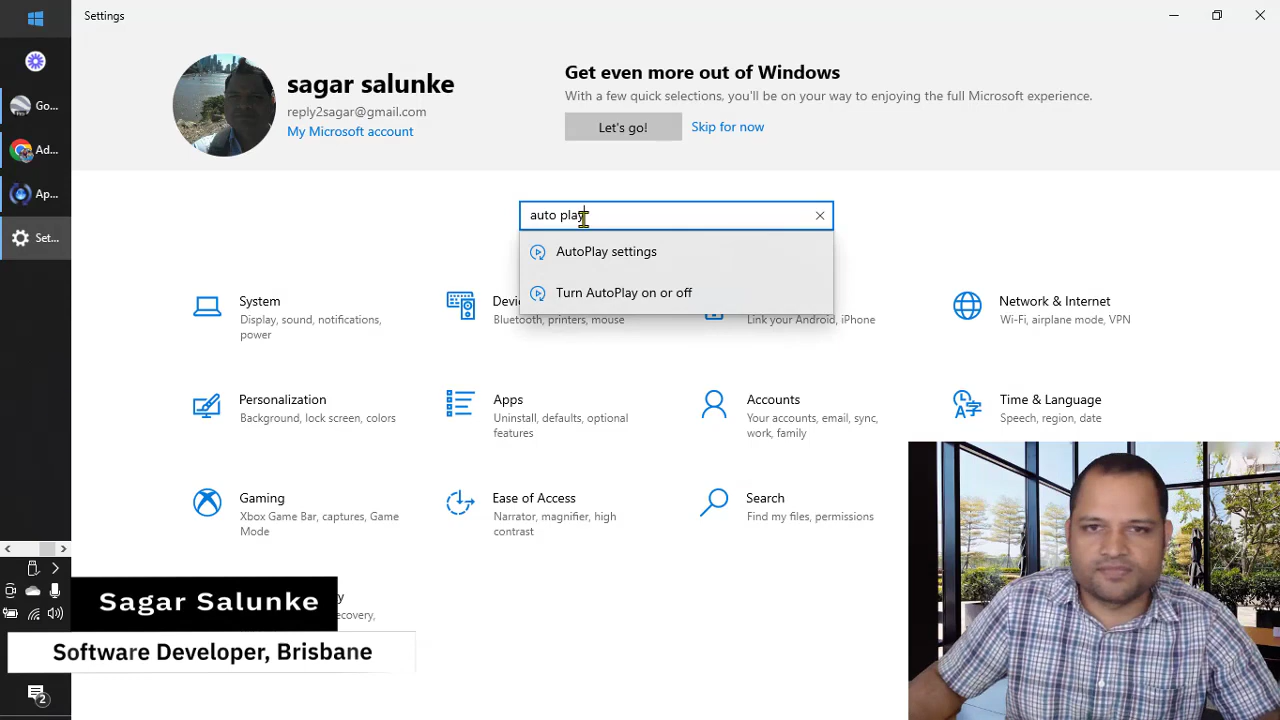 Settings
sagar salunke
reply2sagar@gmail.com
My Microsoft account
Get even more out of Windows
With a few quick selections, you'll be on your way to enjoying the full Microsoft experience.
Let's go!
Skip for now
Go...
Ad...
Ap...
Set...
auto play
AutoPlay settings
Turn AutoPlay on or off
System
Display, sound, notifications,
power
Bluetooth, printers, mouse
Link your Android, iPhone
Network & Internet
Wi-Fi, airplane mode, VPN
Personalization
Background, lock screen, colors
Apps
Uninstall, defaults, optional
features
Accounts
Your accounts, email, sync,
work, family
Time & Language
Speech, region, date
Gaming
Xbox Game Bar, captures, Game
Mode
Ease of Access
Narrator, magnifier, high
contrast
Search
Find my files, permissions
Sagar Salunke
Software Developer, Brisbane
2